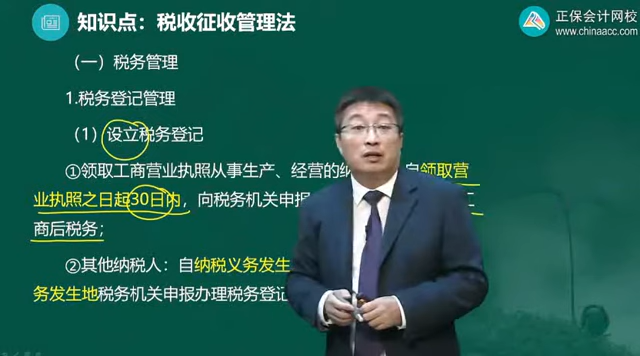 知识点：税收征收管理法
正保会计网校
www.chinaacc.com
（一）税务管理
1.税务登记管理
（1）设立税务登记
①领取工商营业执照从事生产、经营的纳 自领取营
业执照之日起30日内，向税务机关申报 工
商后税务；
②其他纳税人：自纳税义务发生
务发生地税务机关申报办理税务登记